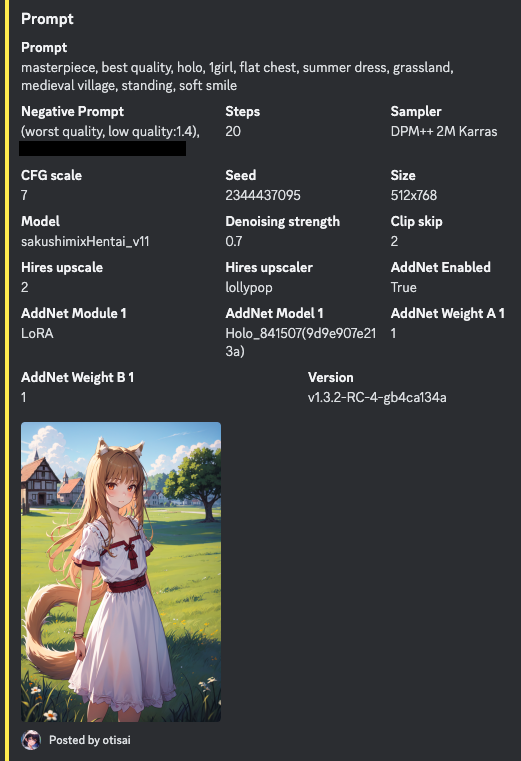 Prompt
Prompt
masterpiece, best quality, holo, 1girl, flat chest, summer dress, grassland,
medieval village, standing, soft smile
Negative Prompt
(worst quality, low quality:1.4),
Steps
20
Sampler
DPM++ 2M Karras
CFG scale
7
Seed
2344437095
Size
512x768
Model
sakushimixHentai_v11
Denoising strength
0.7
Clip skip
2
Hires upscale
2
Hires upscaler
lollypop
AddNet Enabled
True
AddNet Module 1
LoRA
AddNet Model 1
Holo_841507(9d9e907e21
3a)
AddNet Weight A 1
1
AddNet Weight B 1
1
Version
v1.3.2-RC-4-gb4ca134a
Posted by otisai